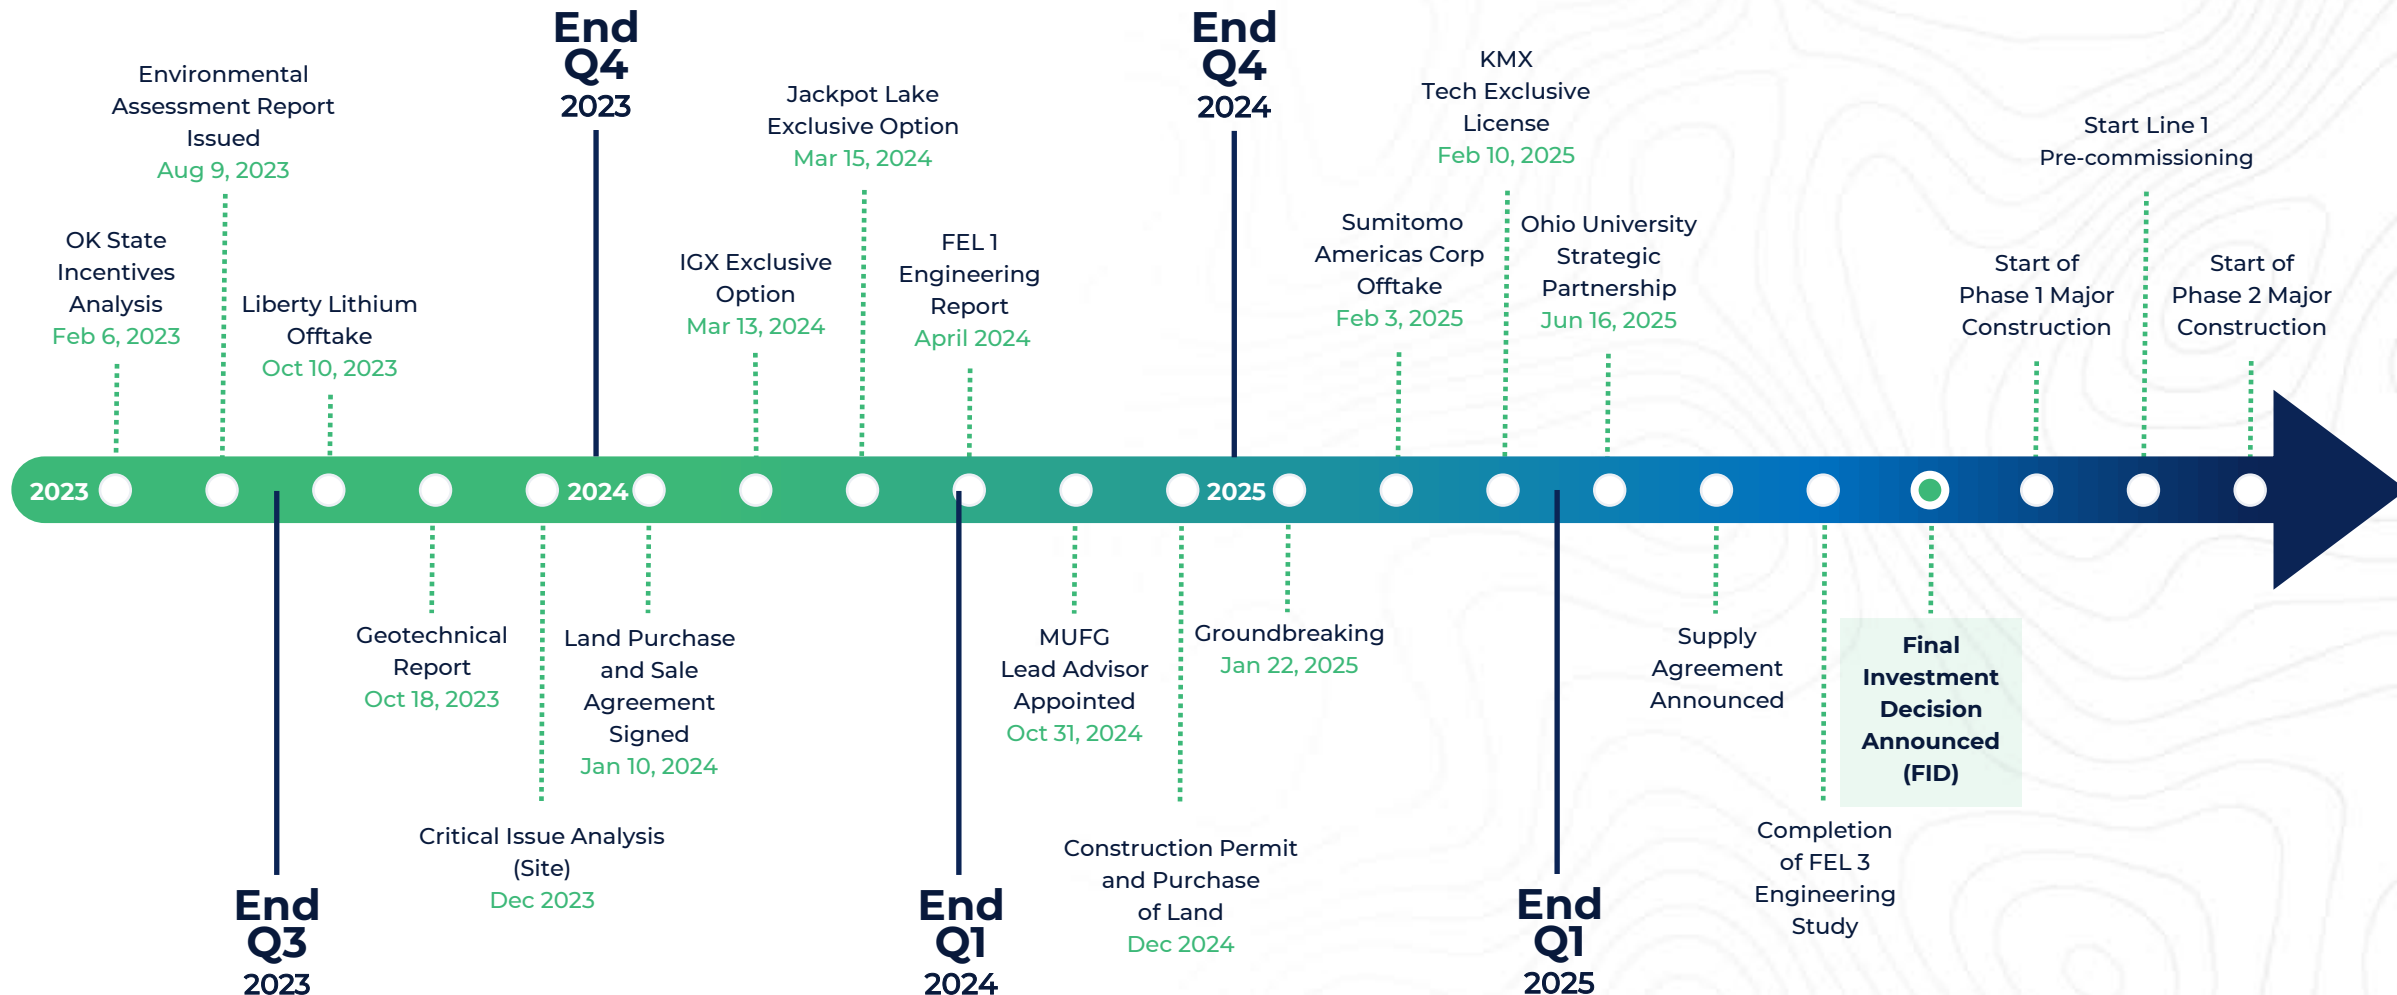 End
Q4
2023
End
Q4
2024
Environmental
Assessment Report
Issued
Aug 9, 2023
OK State
Incentives
Analysis
Feb 6, 2023
Liberty Lithium
Offtake
Oct 10, 2023
Jackpot Lake
Exclusive Option
Mar 15, 2024
IGX Exclusive
Option
Mar 13, 2024
FEL 1
Engineering
Report
April 2024
KMX
Tech Exclusive
License
Feb 10, 2025
Sumitomo
Americas Corp
Offtake
Feb 3, 2025
Ohio University
Strategic
Partnership
Jun 16, 2025
Start Line 1
Pre-commissioning
Start of
Phase 1 Major
Construction
Start of
Phase 2 Major
Construction
2023
2024
2025
Geotechnical
Report
Oct 18, 2023
Land Purchase
and Sale
Agreement
Signed
Jan 10, 2024
Critical Issue Analysis
(Site)
Dec 2023
MUFG
Lead Advisor
Appointed
Oct 31, 2024
Groundbreaking
Jan 22, 2025
Construction Permit
and Purchase
of Land
Dec 2024
Supply
Agreement
Announced
Final
Investment
Decision
Announced
(FID)
Completion
of FEL 3
Engineering
Study
End
Q3
2023
End
Q1
2024
End
Q1
2025